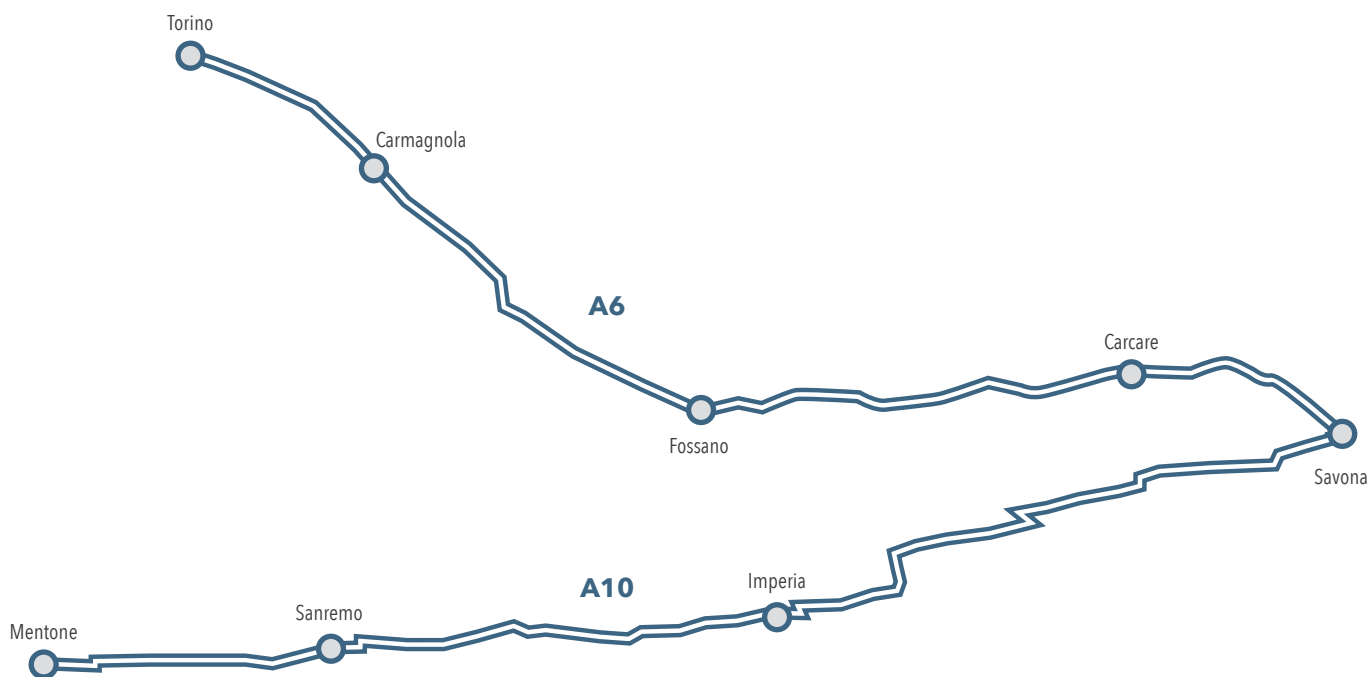 Torino
Carmagnola
A6
Carcare
Fossano
Savona
A10
Imperia
Sanremo
Mentone